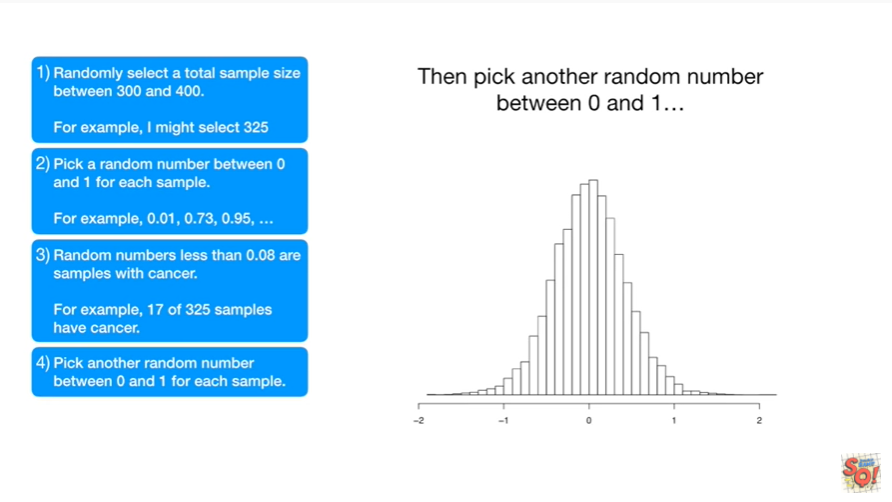 1) Randomly select a total sample size
between 300 and 400.
For example, I might select 325
2) Pick a random number between 0
and 1 for each sample.
For example, 0.01, 0.73, 0.95, …
3) Random numbers less than 0.08 are
samples with cancer.
For example, 17 of 325 samples
have cancer.
4) Pick another random number
between 0 and 1 for each sample.
Then pick another random number
between 0 and 1…
-2 -1 0 1 2
SQ!